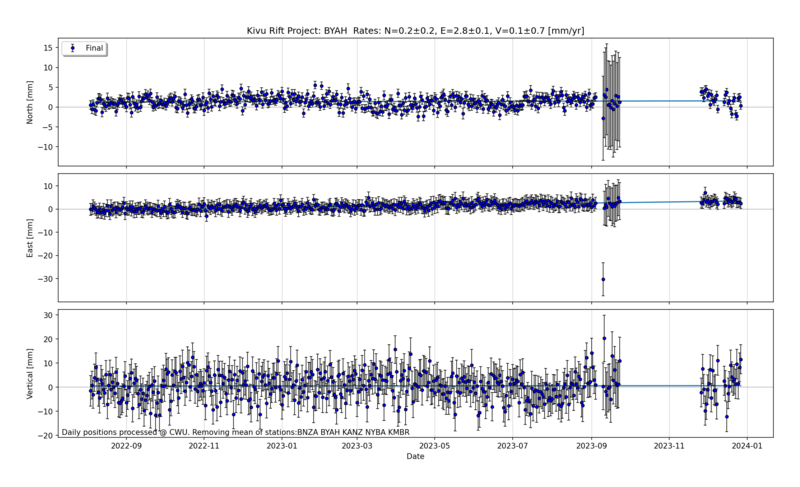 Kivu Rift Project: BYAH  Rates: N=0.2±0.2, E=2.8±0.1, V=0.1±0.7 [mm/yr]
Final
North [mm]
15
10
5
0
−5
−10
East [mm]
10
0
−10
−20
−30
Vertical [mm]
30
20
10
0
−10
−20
Daily positions processed @ CWU. Removing mean of stations:BNZA BYAH KANZ NYBA KMBR
2022-09 2022-11 2023-01 2023-03 2023-05 2023-07 2023-09 2023-11 2024-01
Date